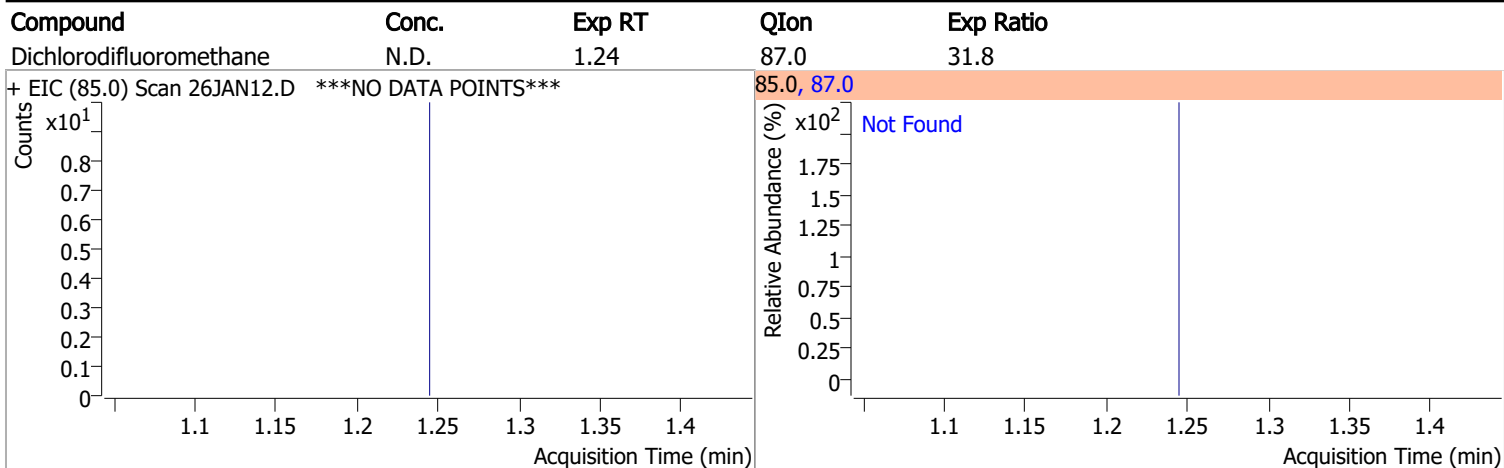 Compound Conc. Exp RT QIon Exp Ratio
Dichlorodifluoromethane N.D. 1.24 87.0 31.8
+ EIC (85.0) Scan 26JAN12.D ***NO DATA POINTS***
Counts
x10¹
0.8
0.7
0.6
0.5
0.4
0.3
0.2
0.1
0
1.1 1.15 1.2 1.25 1.3 1.35 1.4
Acquisition Time (min)
85.0, 87.0
Relative Abundance (%)
x10²
Not Found
1.75
1.5
1.25
1
0.75
0.5
0.25
0
1.1 1.15 1.2 1.25 1.3 1.35 1.4
Acquisition Time (min)